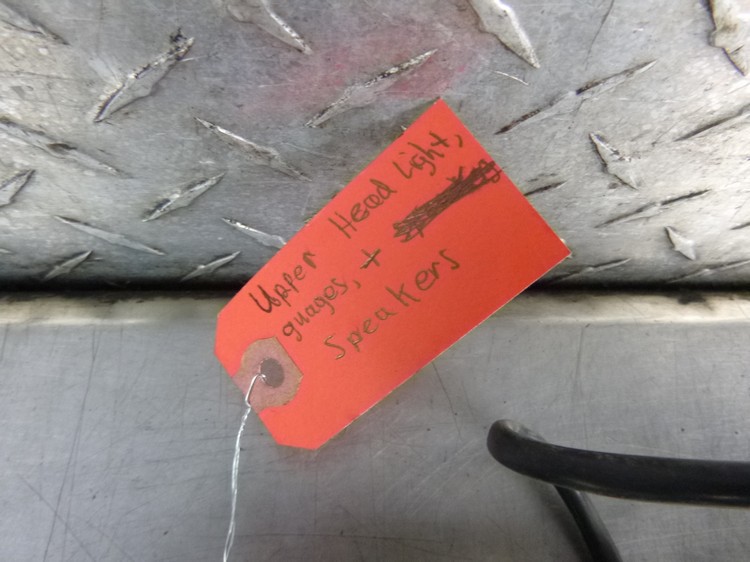 Upper Head Light,
guages, +
Speakers